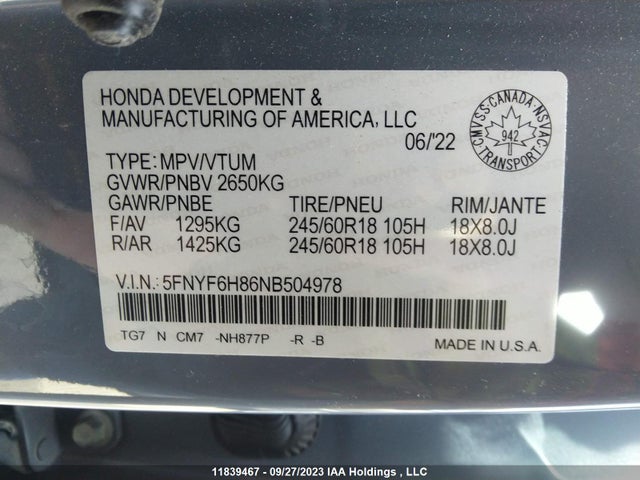 HONDA DEVELOPMENT &
MANUFACTURING OF AMERICA, LLC
06/'22
CMVSS · CANADA · NSVAC
942
TRANSPORT
TYPE: MPV/VTUM
GVWR/PNBV 2650KG
GAWR/PNBE TIRE/PNEU RIM/JANTE
F/AV 1295KG 245/60R18 105H 18X8.0J
R/AR 1425KG 245/60R18 105H 18X8.0J
V.I.N.: 5FNYF6H86NB504978
TG7 N CM7 -NH877P -R -B
MADE IN U.S.A.
11839467 - 09/27/2023 IAA Holdings , LLC